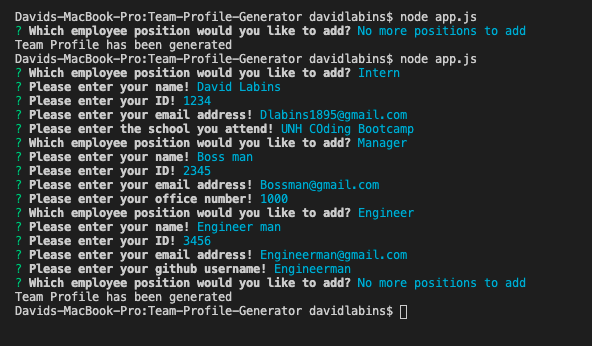 Davids-MacBook-Pro:Team-Profile-Generator davidlabins$ node app.js
? Which employee position would you like to add? No more positions to add
Team Profile has been generated
Davids-MacBook-Pro:Team-Profile-Generator davidlabins$ node app.js
? Which employee position would you like to add? Intern
? Please enter your name! David Labins
? Please enter your ID! 1234
? Please enter your email address! Dlabins1895@gmail.com
? Please enter the school you attend! UNH COding Bootcamp
? Which employee position would you like to add? Manager
? Please enter your name! Boss man
? Please enter your ID! 2345
? Please enter your email address! Bossman@gmail.com
? Please enter your office number! 1000
? Which employee position would you like to add? Engineer
? Please enter your name! Engineer man
? Please enter your ID! 3456
? Please enter your email address! Engineerman@gmail.com
? Please enter your github username! Engineerman
? Which employee position would you like to add? No more positions to add
Team Profile has been generated
Davids-MacBook-Pro:Team-Profile-Generator davidlabins$